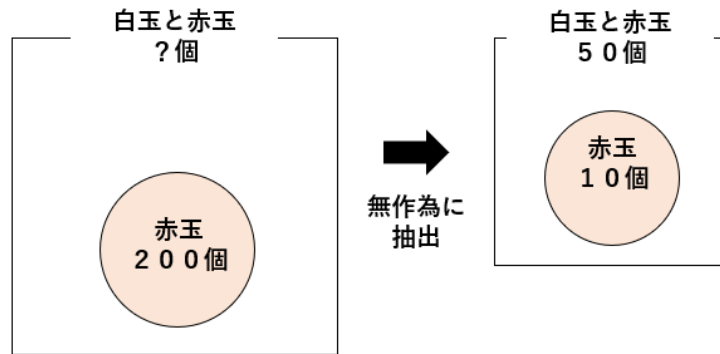 白玉と赤玉
？個
赤玉
２００個
無作為に
抽出
白玉と赤玉
５０個
赤玉
１０個